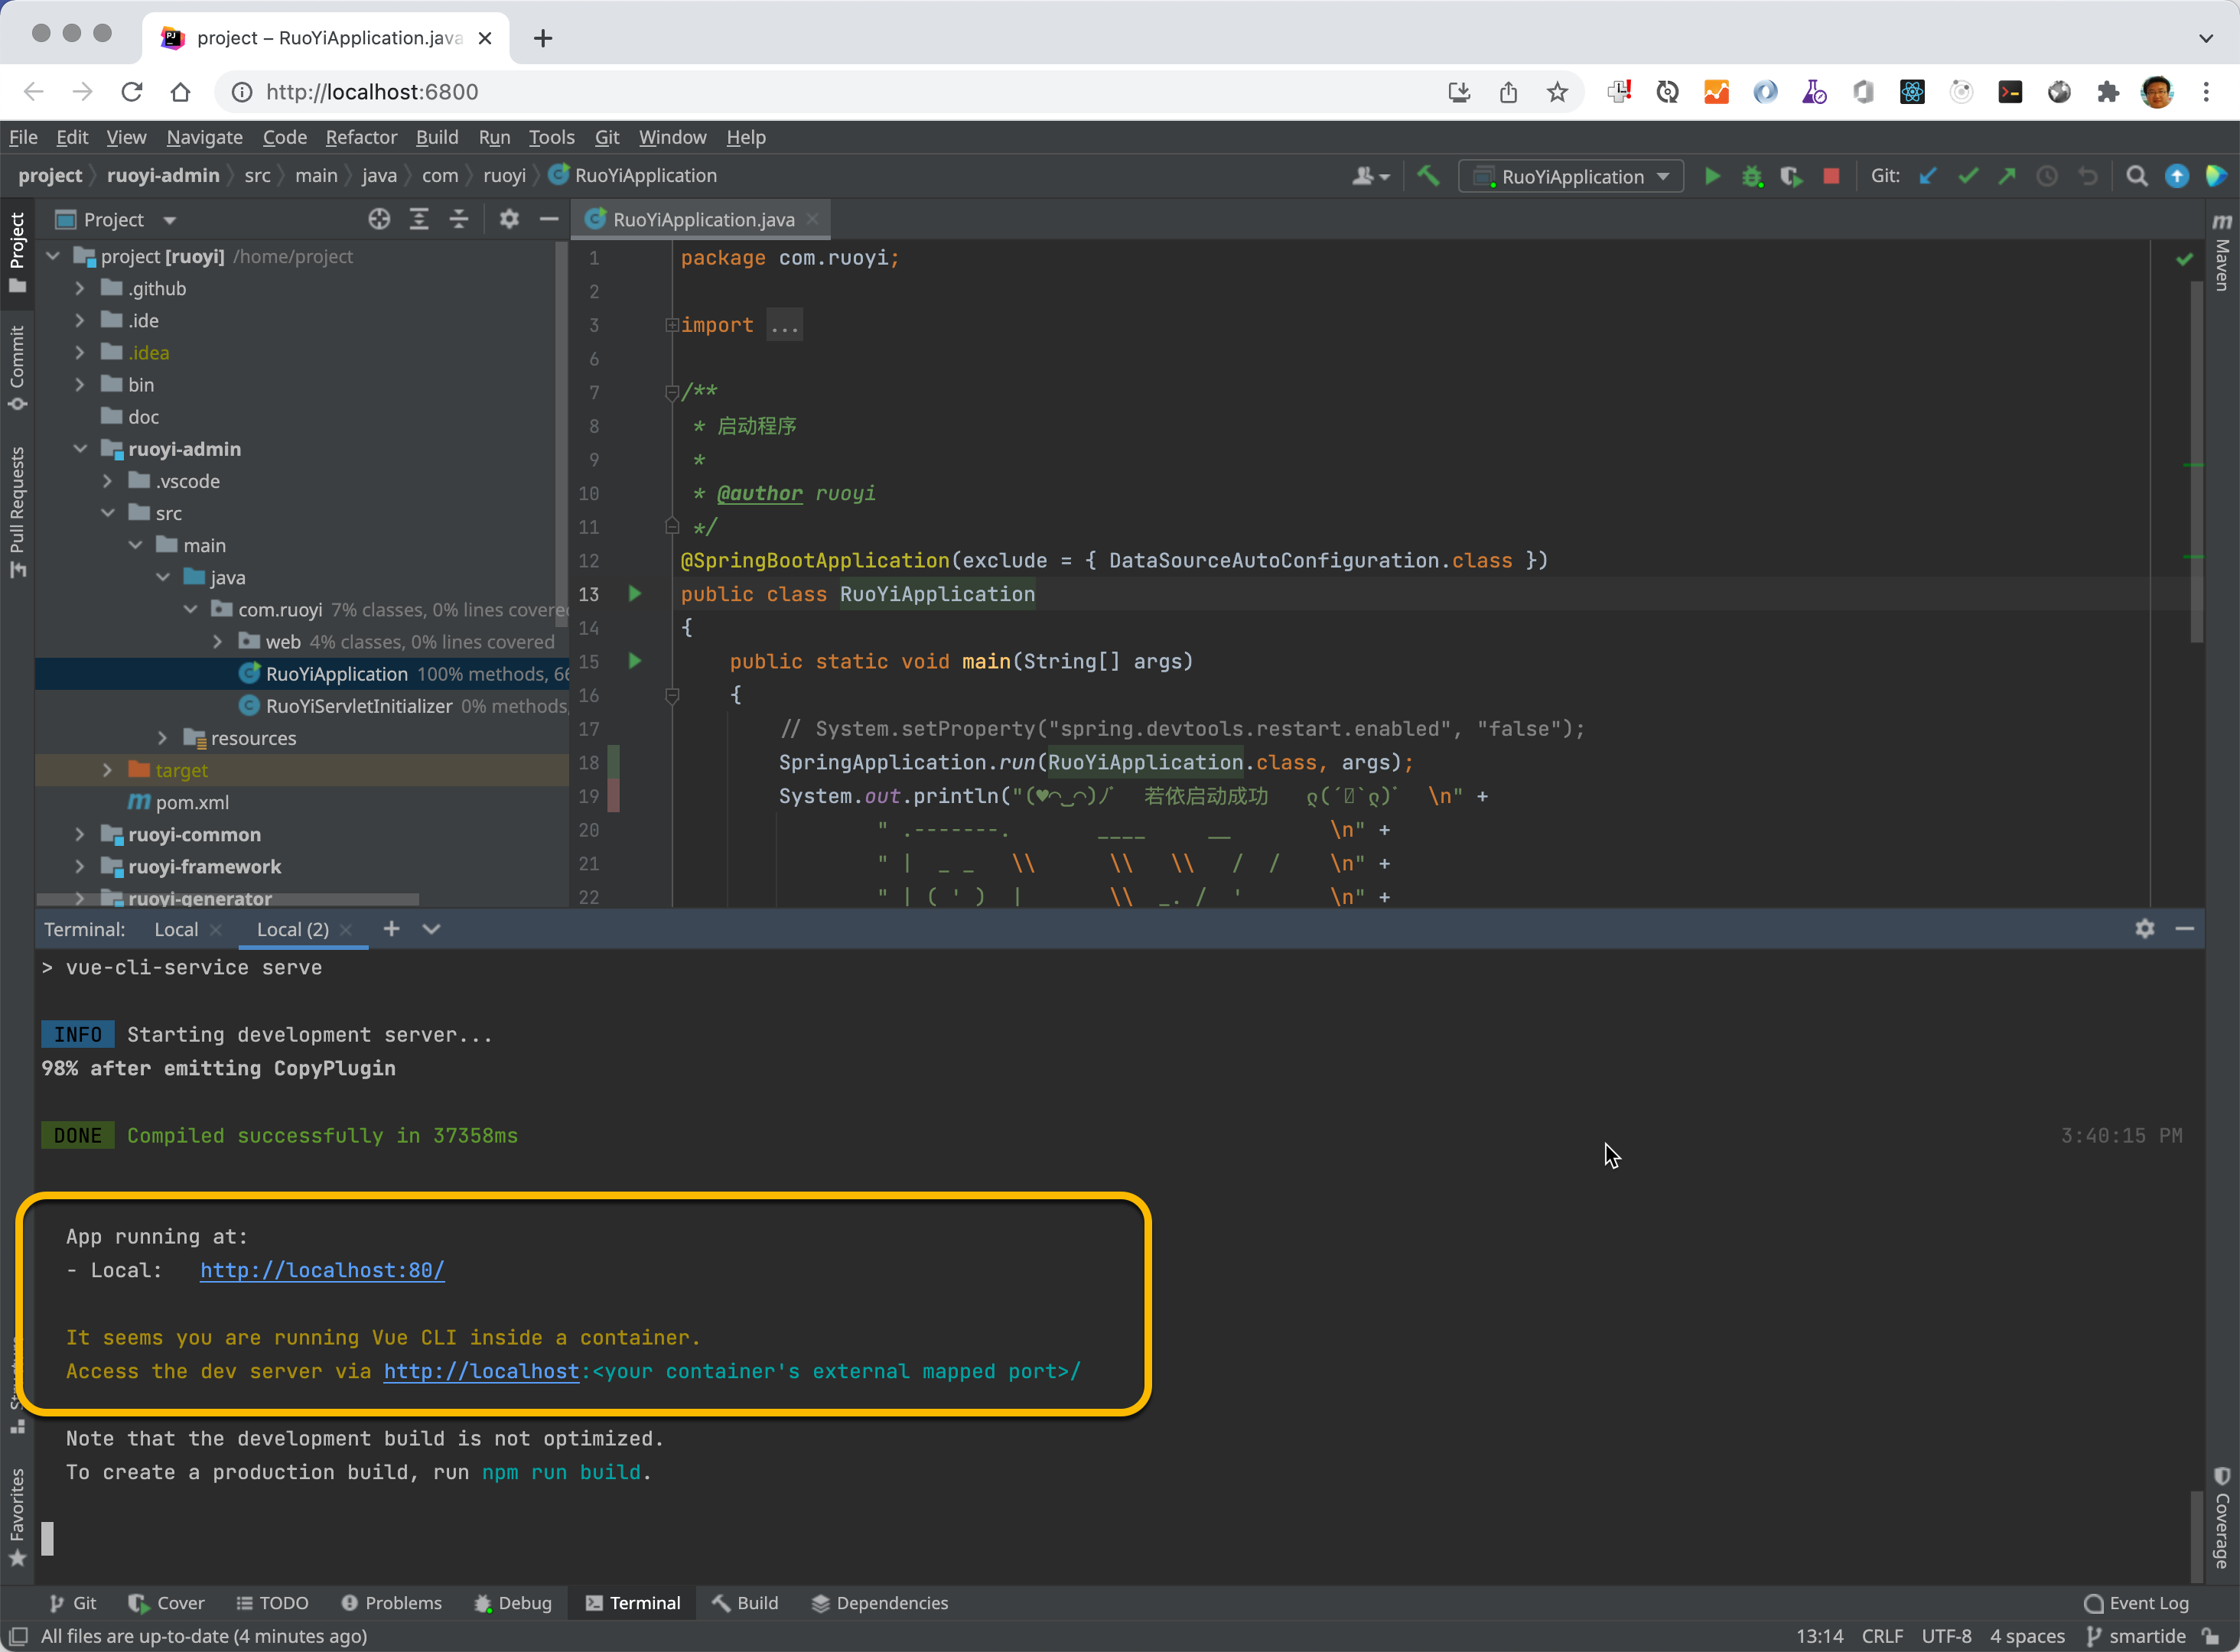 project – RuoYiApplication.java
http://localhost:6800
File Edit View Navigate Code Refactor Build Run Tools Git Window Help
project ruoyi-admin src main java com ruoyi RuoYiApplication
RuoYiApplication
Git:
Project
RuoYiApplication.java
Project
Commit
Pull Requests
Favorites
Maven
Coverage
project [ruoyi] /home/project
.github
.ide
.idea
bin
doc
ruoyi-admin
.vscode
src
main
java
com.ruoyi 7% classes, 0% lines covere
web 4% classes, 0% lines covered
RuoYiApplication 100% methods, 66
RuoYiServletInitializer 0% methods,
resources
target
pom.xml
ruoyi-common
ruoyi-framework
ruoyi-generator
1 package com.ruoyi;
2
3 import ...
6
7 /**
8 * 启动程序
9 *
10 * @author ruoyi
11 */
12 @SpringBootApplication(exclude = { DataSourceAutoConfiguration.class })
13 public class RuoYiApplication
14 {
15 public static void main(String[] args)
16 {
17 // System.setProperty("spring.devtools.restart.enabled", "false");
18 SpringApplication.run(RuoYiApplication.class, args);
19 System.out.println("(♥◠‿◠)ﾉﾞ 若依启动成功 ლ(´ڡ`ლ)ﾞ \n" +
20 " .-------. ____ __ \n" +
21 " | _ _ \\ \\ \\ / / \n" +
22 " | ( ' ) | \\ _. / ' \n" +
Terminal: Local Local (2)
> vue-cli-service serve
INFO Starting development server...
98% after emitting CopyPlugin
DONE Compiled successfully in 37358ms 3:40:15 PM
App running at:
- Local: http://localhost:80/
It seems you are running Vue CLI inside a container.
Access the dev server via http://localhost:<your container's external mapped port>/
Note that the development build is not optimized.
To create a production build, run npm run build.
Git Cover TODO Problems Debug Terminal Build Dependencies Event Log
All files are up-to-date (4 minutes ago) 13:14 CRLF UTF-8 4 spaces smartide